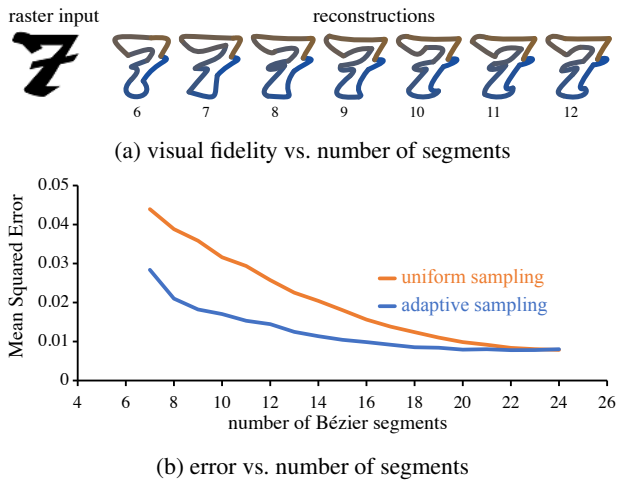 raster input reconstructions
6 7 8 9 10 11 12
(a) visual fidelity vs. number of segments
Mean Squared Error
0.05
0.04
0.03
0.02
0.01
0
uniform sampling
adaptive sampling
4 6 8 10 12 14 16 18 20 22 24 26
number of Bézier segments
(b) error vs. number of segments